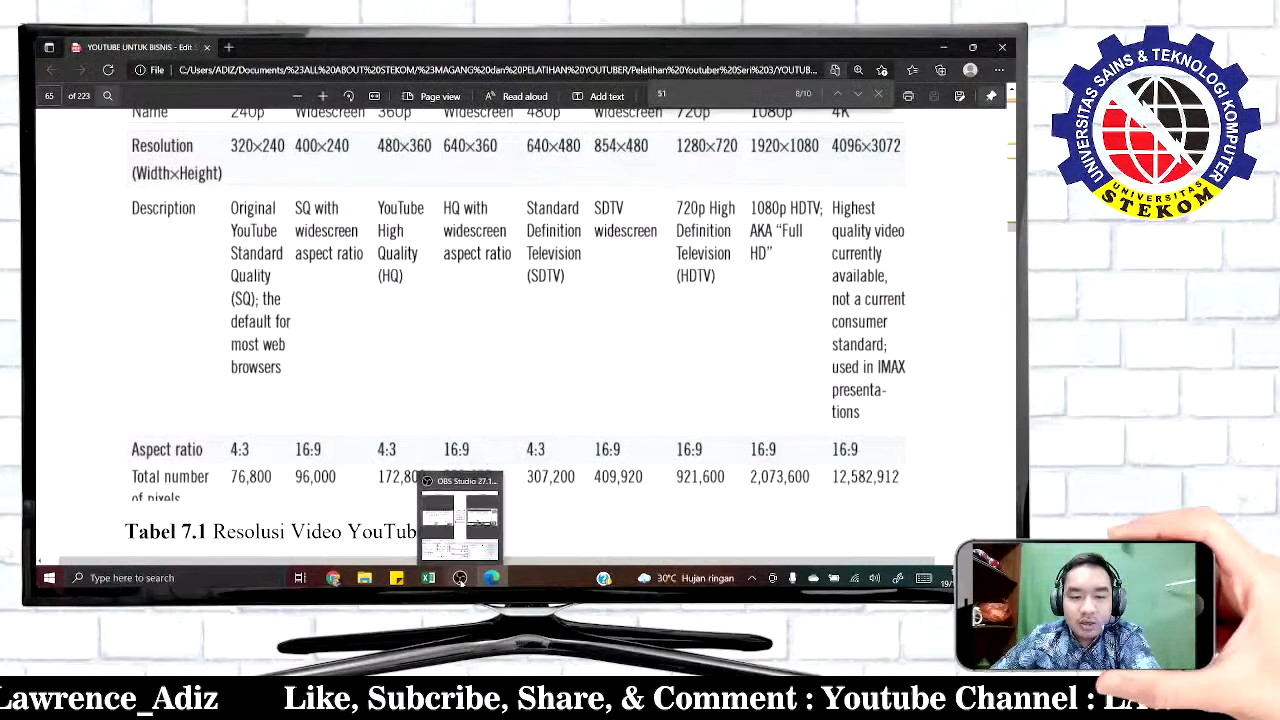 YOUTUBE UNTUK BISNIS - Edit
File C:/Users/ADIZ/Documents/%23ALL%20ABOUT%20STEKOM/%23MAGANG%20dan%20PELATIHAN%20YOUTUBER/Pelatihan%20Youtuber%20Seri%203/YOUTUB...
65 of 223 Page view Read aloud Add text 51 8/10
Name 240p Widescreen 360p Widescreen 480p Widescreen 720p 1080p 4K
Resolution 320×240 400×240 480×360 640×360 640×480 854×480 1280×720 1920×1080 4096×3072
(Width×Height)
Description Original SQ with YouTube HQ with Standard SDTV 720p High 1080p HDTV; Highest
YouTube widescreen High widescreen Definition widescreen Definition AKA “Full quality video
Standard aspect ratio Quality aspect ratio Television Television HD” currently
Quality (HQ) (SDTV) (HDTV) available,
(SQ); the not a current
default for consumer
most web standard;
browsers used in IMAX
presenta-
tions
Aspect ratio 4:3 16:9 4:3 16:9 4:3 16:9 16:9 16:9 16:9
Total number 76,800 96,000 172,80 307,200 409,920 921,600 2,073,600 12,582,912
of pixels
OBS Studio 27.1...
Tabel 7.1 Resolusi Video YouTub
Type here to search 30°C Hujan ringan
19/
UNIVERSITAS SAINS & TEKNOLOGI KOMPUTER
UNIVERSITAS
STEKOM
Lawrence_Adiz Like, Subcribe, Share, & Comment : Youtube Channel : LA